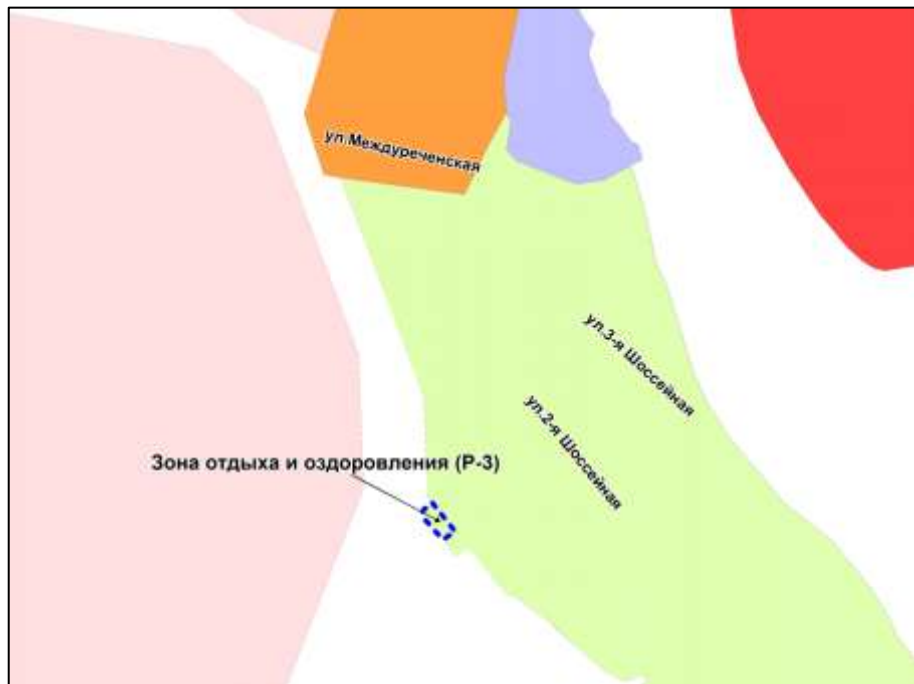 ул.Междуреченская
ул.3-я Шоссейная
ул.2-я Шоссейная
Зона отдыха и оздоровления (Р-3)